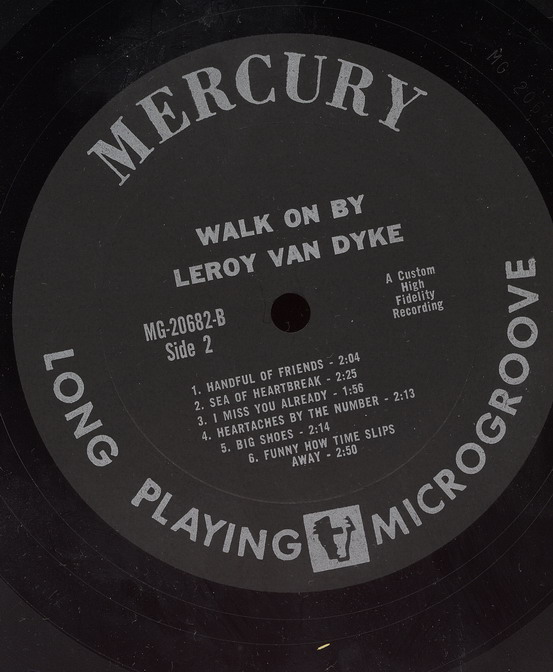 MERCURY
WALK ON BY
LEROY VAN DYKE
A Custom
High
Fidelity
Recording
MG-20682-B
Side 2
1. HANDFUL OF FRIENDS - 2:04
2. SEA OF HEARTBREAK - 2:25
3. I MISS YOU ALREADY - 1:56
4. HEARTACHES BY THE NUMBER - 2:13
5. BIG SHOES - 2:14
6. FUNNY HOW TIME SLIPS
AWAY - 2:50
LONG PLAYING MICROGROOVE
MG